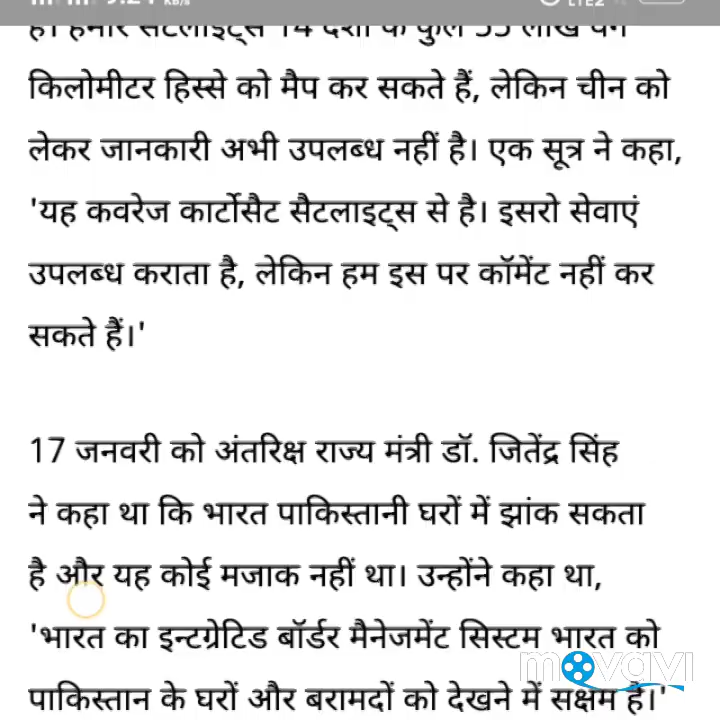 किलोमीटर हिस्से को मैप कर सकते हैं, लेकिन चीन को
लेकर जानकारी अभी उपलब्ध नहीं है। एक सूत्र ने कहा,
'यह कवरेज कार्टोसैट सैटलाइट्स से है। इसरो सेवाएं
उपलब्ध कराता है, लेकिन हम इस पर कॉमेंट नहीं कर
सकते हैं।'
17 जनवरी को अंतरिक्ष राज्य मंत्री डॉ. जितेंद्र सिंह
ने कहा था कि भारत पाकिस्तानी घरों में झांक सकता
है और यह कोई मजाक नहीं था। उन्होंने कहा था,
'भारत का इन्टग्रेटिड बॉर्डर मैनेजमेंट सिस्टम भारत को
movavi
पाकिस्तान के घरों और बरामदों को देखने में सक्षम है।'